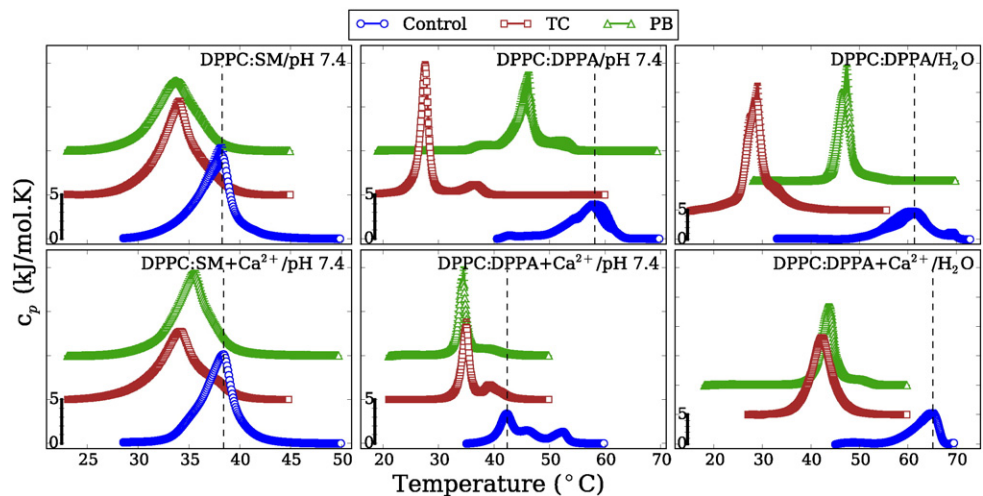 Control TC PB
DPPC:SM/pH 7.4
DPPC:DPPA/pH 7.4
DPPC:DPPA/H₂O
5
0
5
0
5
0
DPPC:SM+Ca²⁺/pH 7.4
DPPC:DPPA+Ca²⁺/pH 7.4
DPPC:DPPA+Ca²⁺/H₂O
5
0
5
0
5
0
cₚ (kJ/mol.K)
25 30 35 40 45 50
20 30 40 50 60 70
20 30 40 50 60 70
Temperature (°C)